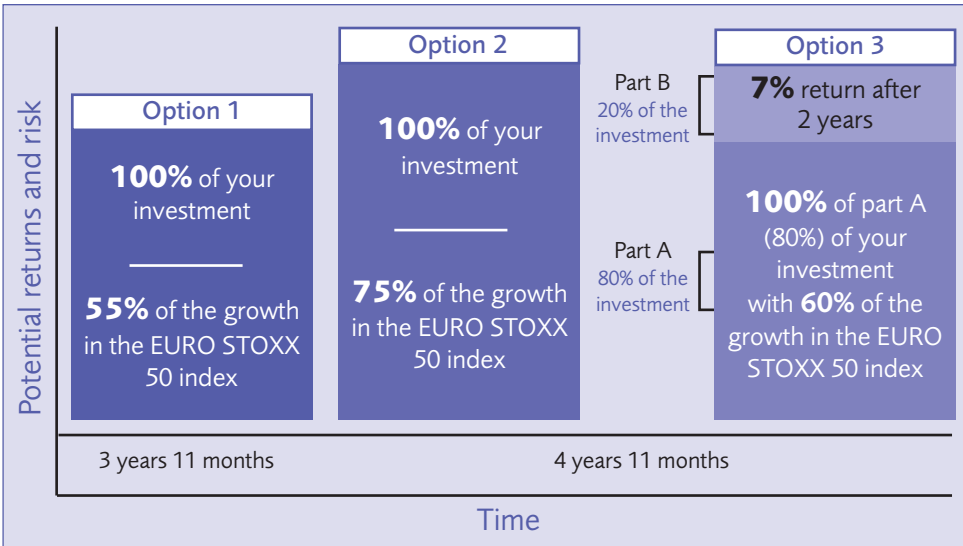 Potential returns and risk
Option 1
100% of your
investment
55% of the growth
in the EURO STOXX
50 index
Option 2
100% of your
investment
75% of the growth
in the EURO STOXX
50 index
Part B
20% of the
investment
Part A
80% of the
investment
Option 3
7% return after
2 years
100% of part A
(80%) of your
investment
with 60% of the
growth in the EURO
STOXX 50 index
3 years 11 months
4 years 11 months
Time